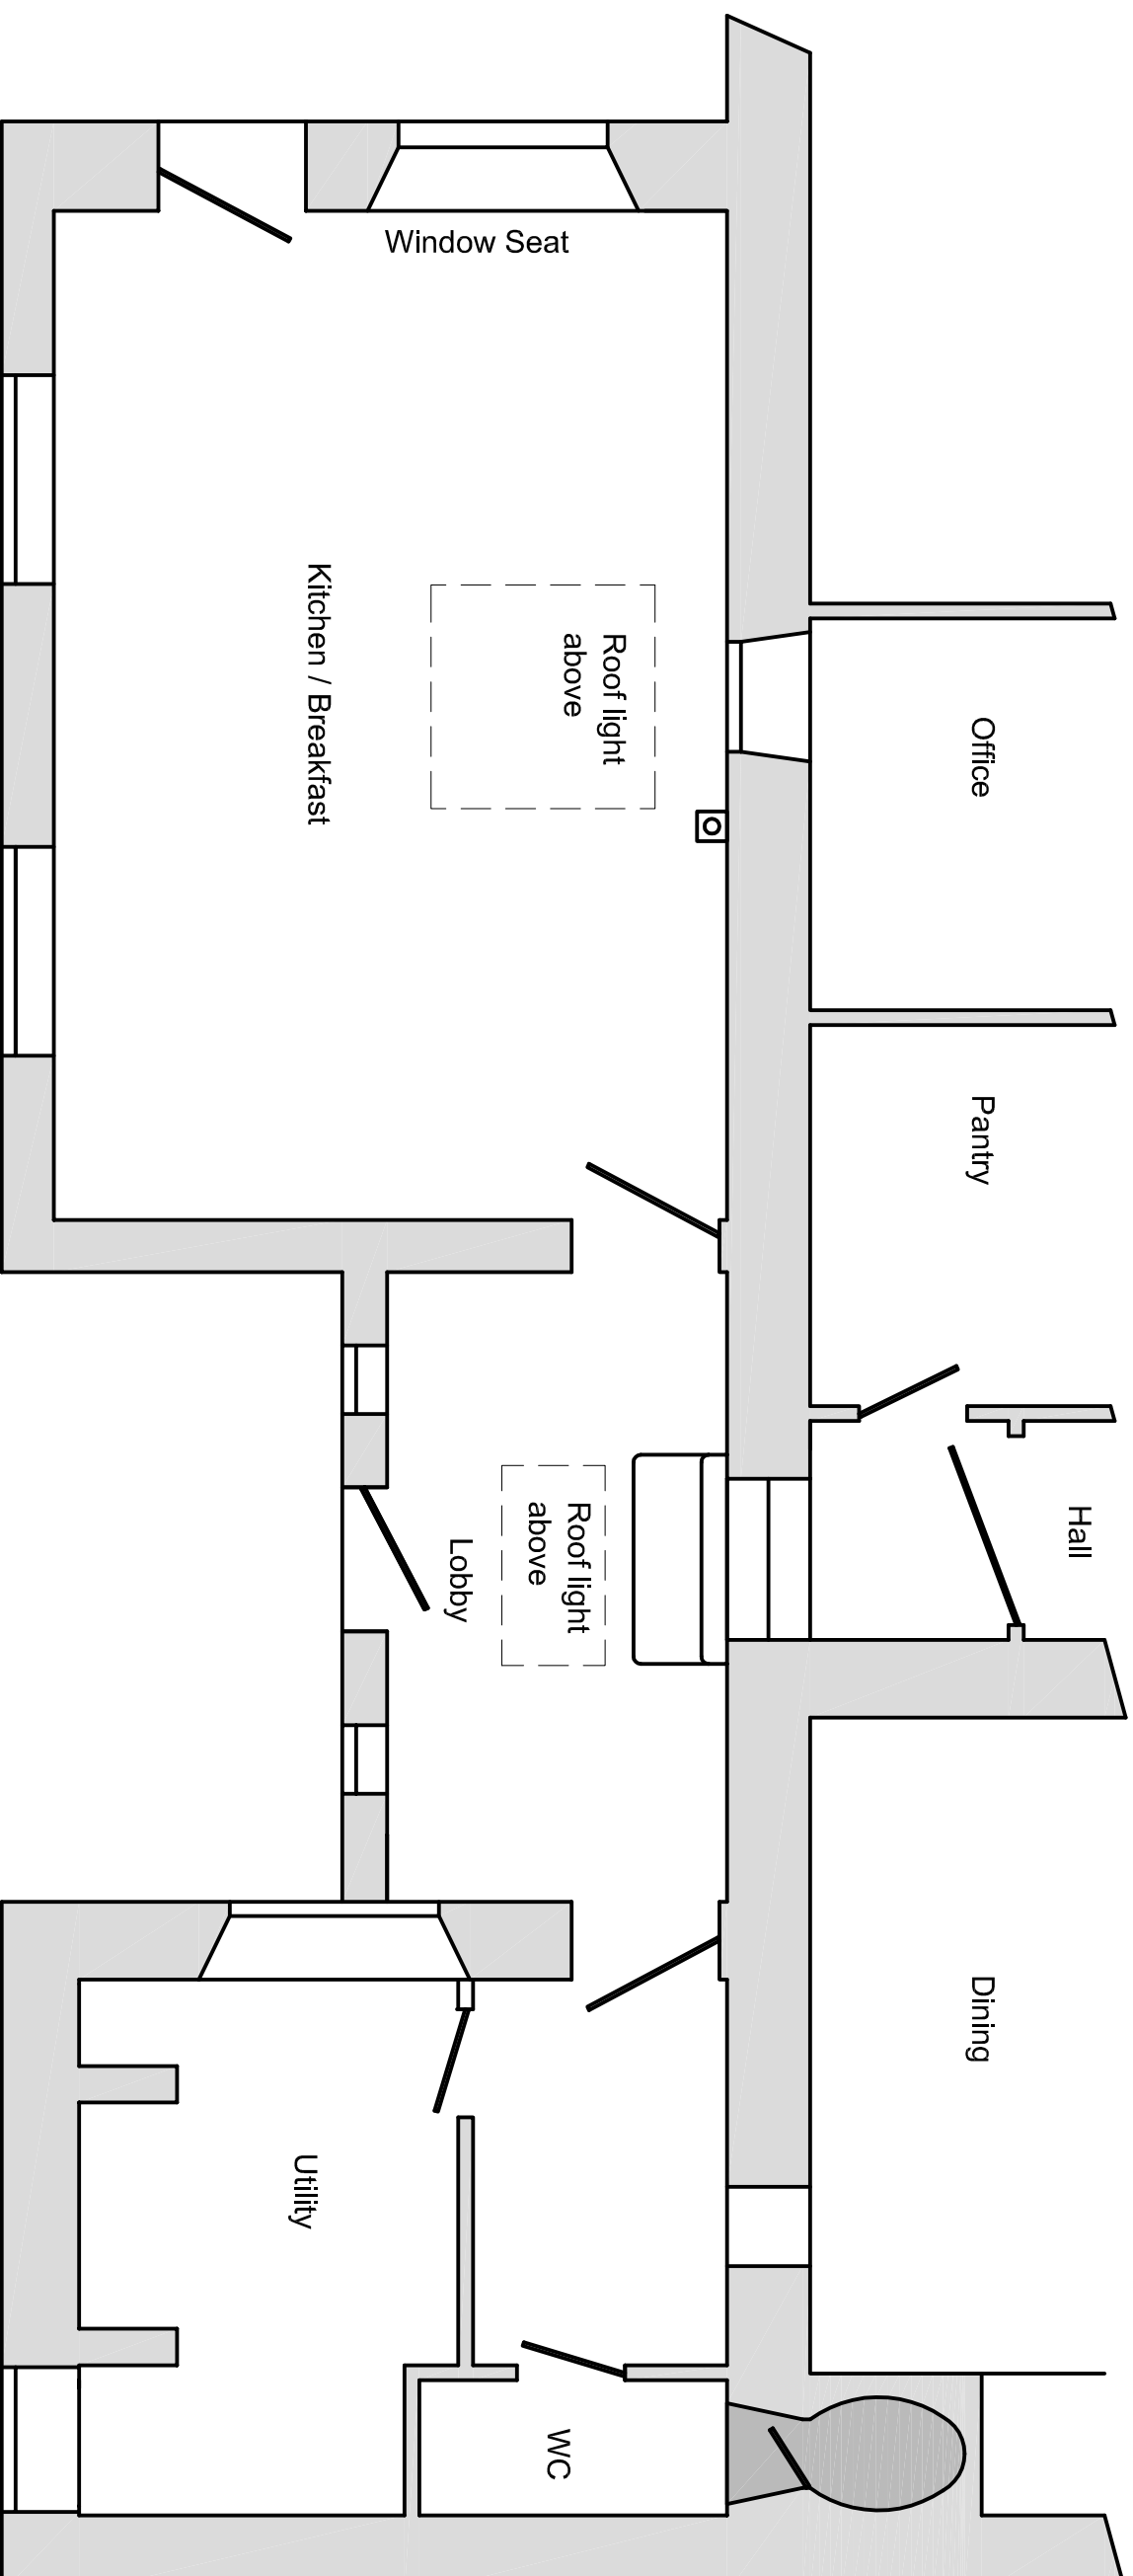 Window Seat
Kitchen / Breakfast
Roof light
above
Office
Pantry
Hall
Lobby
Roof light
above
Dining
Utility
WC